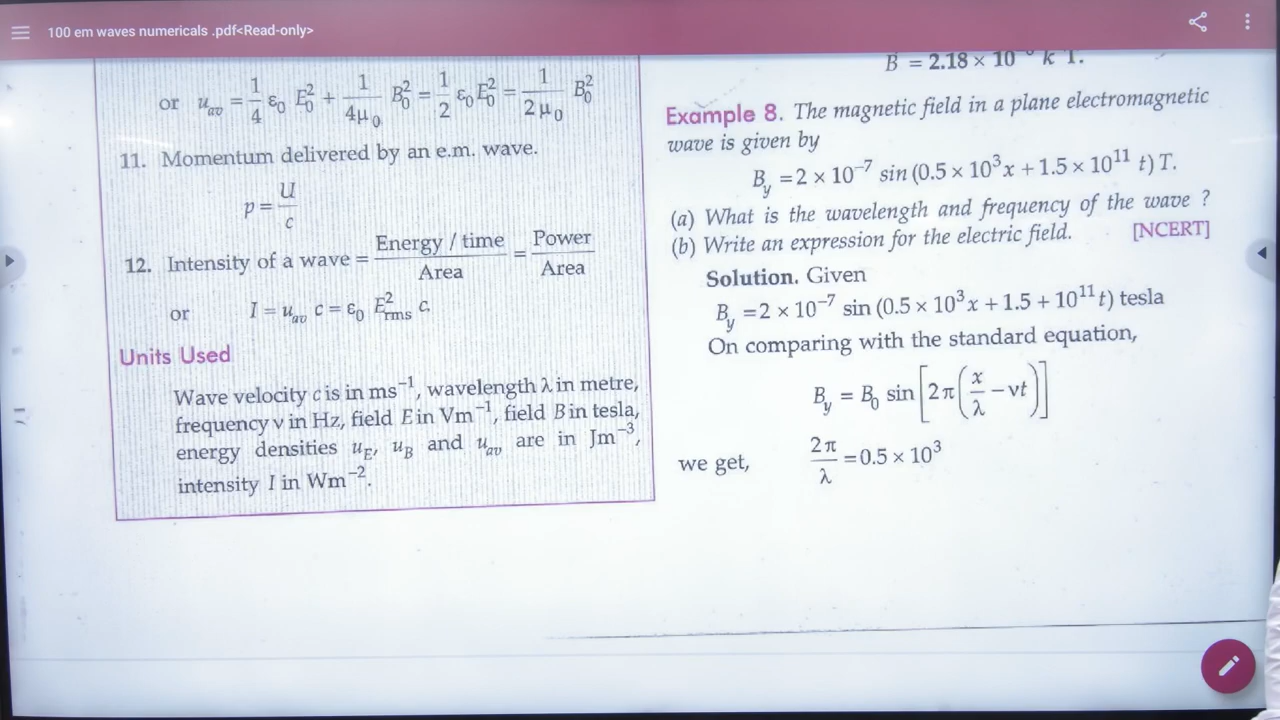 100 em waves numericals .pdf<Read-only>
or u_av = 1/4 ε₀ E₀² + 1/4μ₀ B₀² = 1/2 ε₀E₀² = 1/2μ₀ B₀²
11. Momentum delivered by an e.m. wave.
p = U/c
12. Intensity of a wave = Energy / time / Area = Power / Area
or I = u_av c = ε₀ E²_rms c.
Units Used
Wave velocity c is in ms⁻¹, wavelength λ in metre,
frequency ν in Hz, field E in Vm⁻¹, field B in tesla,
energy densities u_E, u_B and u_av are in Jm⁻³,
intensity I in Wm⁻².
B = 2.18 × 10 k T.
Example 8. The magnetic field in a plane electromagnetic
wave is given by
B_y = 2 × 10⁻⁷ sin (0.5 × 10³x + 1.5 × 10¹¹ t) T.
(a) What is the wavelength and frequency of the wave ?
(b) Write an expression for the electric field. [NCERT]
Solution. Given
B_y = 2 × 10⁻⁷ sin (0.5 × 10³x + 1.5 + 10¹¹t) tesla
On comparing with the standard equation,
B_y = B₀ sin [2π (x/λ − νt)]
we get, 2π/λ = 0.5 × 10³